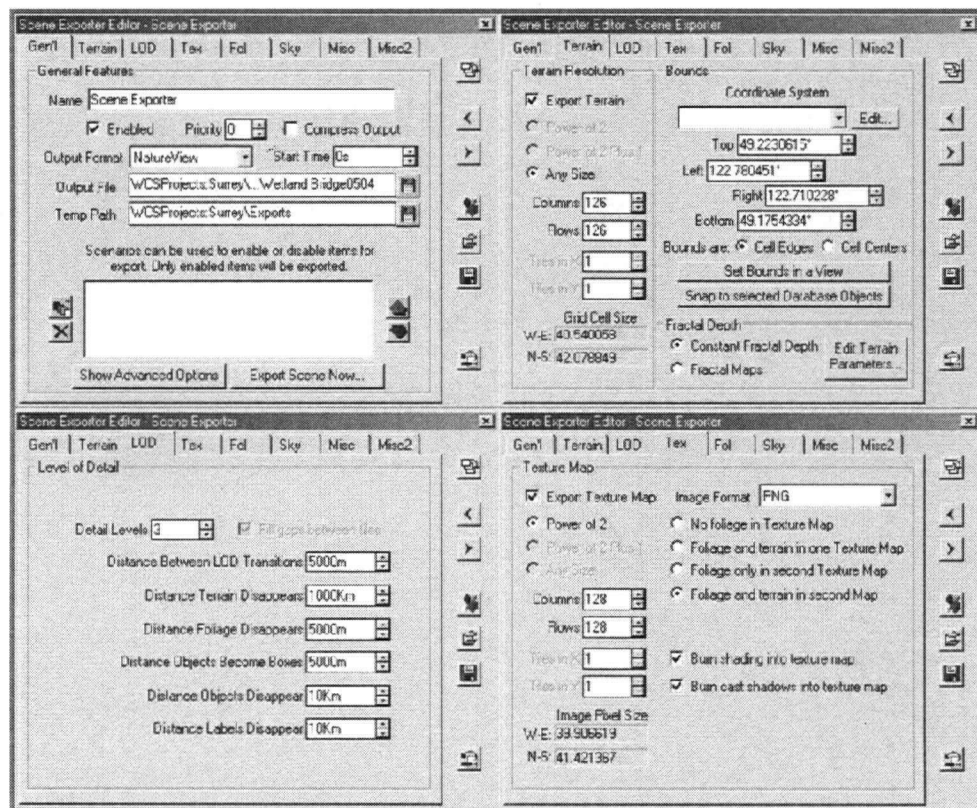 Scene Exporter Editor - Scene Exporter
Gen1 Terrain LOD Tex Fol Sky Misc Misc2
General Features
Name Scene Exporter
Enabled Priority 0 Compress Output
Output Format NatureView Start Time 0s
Output File WCSProjects:Surrey\...Wetland Bridge0504
Temp Path WCSProjects:Surrey\Exports
Scenarios can be used to enable or disable items for
export. Only enabled items will be exported.
Show Advanced Options Export Scene Now...
Scene Exporter Editor - Scene Exporter
Gen1 Terrain LOD Tex Fol Sky Misc Misc2
Terrain Resolution
Export Terrain
Power of 2
Power of 2 Plus 1
Any Size
Columns 126
Rows 126
Tiles in X 1
Tiles in Y 1
Grid Cell Size
W-E: 40.540059
N-S: 42.078849
Bounds
Coordinate System
Edit...
Top 49.2230615°
Left 122.780451°
Right 122.710228°
Bottom 49.1754334°
Bounds are: Cell Edges Cell Centers
Set Bounds in a View
Snap to selected Database Objects
Fractal Depth
Constant Fractal Depth
Fractal Maps
Edit Terrain
Parameters...
Scene Exporter Editor - Scene Exporter
Gen1 Terrain LOD Tex Fol Sky Misc Misc2
Level of Detail
Detail Levels 3 Fill gaps between tiles
Distance Between LOD Transitions 5000m
Distance Terrain Disappears 1000Km
Distance Foliage Disappears 5000m
Distance Objects Become Boxes 5000m
Distance Objects Disappear 10Km
Distance Labels Disappear 10Km
Scene Exporter Editor - Scene Exporter
Gen1 Terrain LOD Tex Fol Sky Misc Misc2
Texture Map
Export Texture Map Image Format PNG
Power of 2
Power of 2 Plus 1
Any Size
Columns 128
Rows 128
Tiles in X 1
Tiles in Y 1
Image Pixel Size
W-E: 39.906619
N-S: 41.421367
No foliage in Texture Map
Foliage and terrain in one Texture Map
Foliage only in second Texture Map
Foliage and terrain in second Map
Burn shading into texture map
Burn cast shadows into texture map